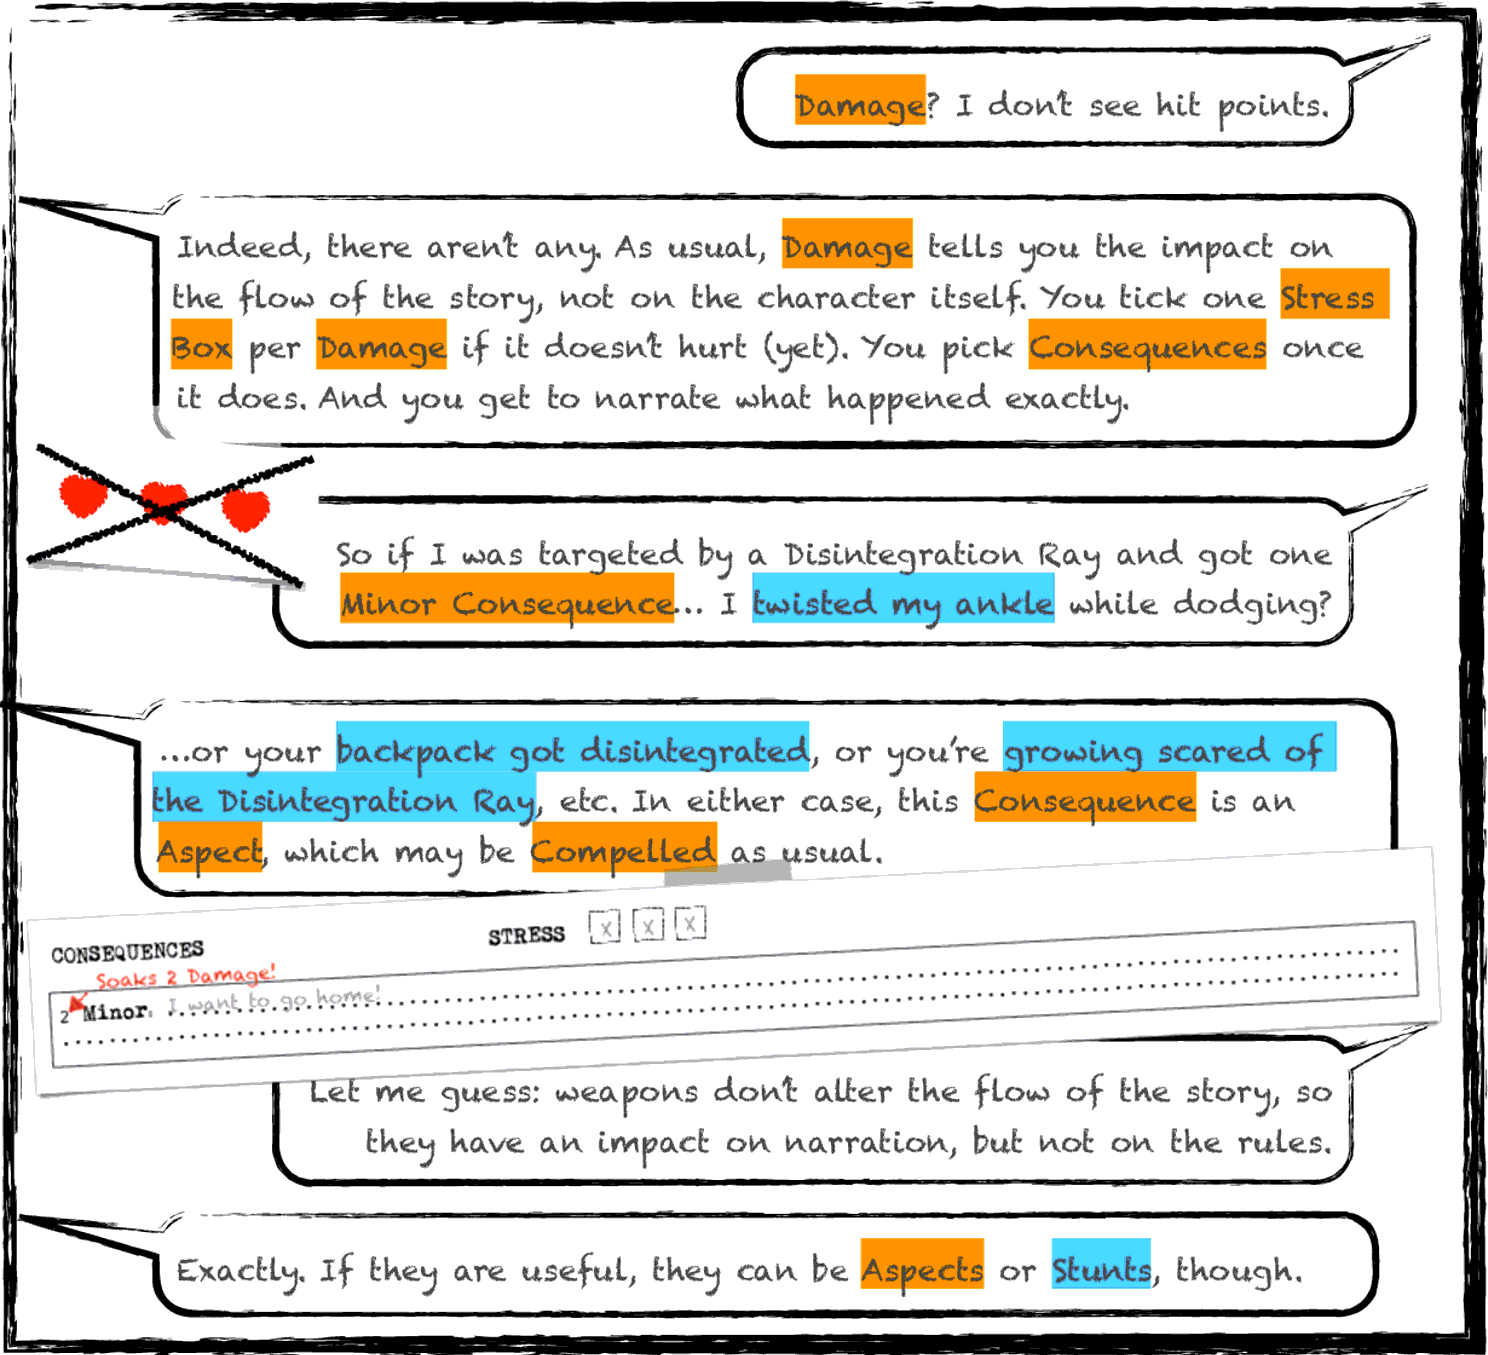 Damage? I don't see hit points.
Indeed, there aren't any. As usual, Damage tells you the impact on
the flow of the story, not on the character itself. You tick one Stress
Box per Damage if it doesn't hurt (yet). You pick Consequences once
it does. And you get to narrate what happened exactly.
So if I was targeted by a Disintegration Ray and got one
Minor Consequence... I twisted my ankle while dodging?
...or your backpack got disintegrated, or you're growing scared of
the Disintegration Ray, etc. In either case, this Consequence is an
Aspect, which may be Compelled as usual.
CONSEQUENCES
STRESS X X X
Soaks 2 Damage!
2 Minor: I want to go home!
Let me guess: weapons don't alter the flow of the story, so
they have an impact on narration, but not on the rules.
Exactly. If they are useful, they can be Aspects or Stunts, though.